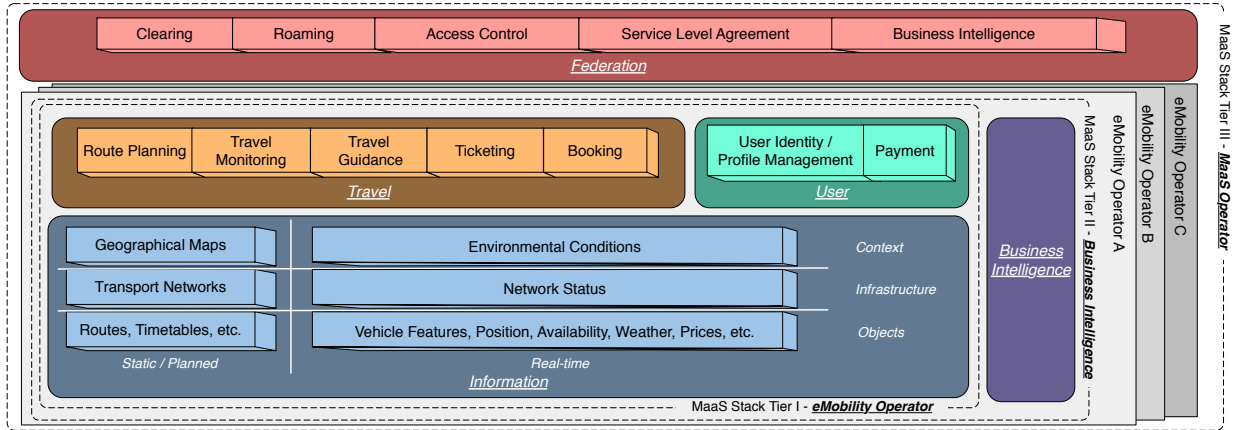 Clearing
Roaming
Access Control
Service Level Agreement
Business Intelligence
Federation
Route Planning
Travel
Monitoring
Travel
Guidance
Ticketing
Booking
Travel
User Identity /
Profile Management
Payment
User
Geographical Maps
Environmental Conditions
Context
Transport Networks
Network Status
Infrastructure
Routes, Timetables, etc.
Vehicle Features, Position, Availability, Weather, Prices, etc.
Objects
Static / Planned
Real-time
Information
Business
Intelligence
MaaS Stack Tier I - eMobility Operator
MaaS Stack Tier II - Business Intelligence
eMobility Operator A
eMobility Operator B
eMobility Operator C
MaaS Stack Tier III - MaaS Operator